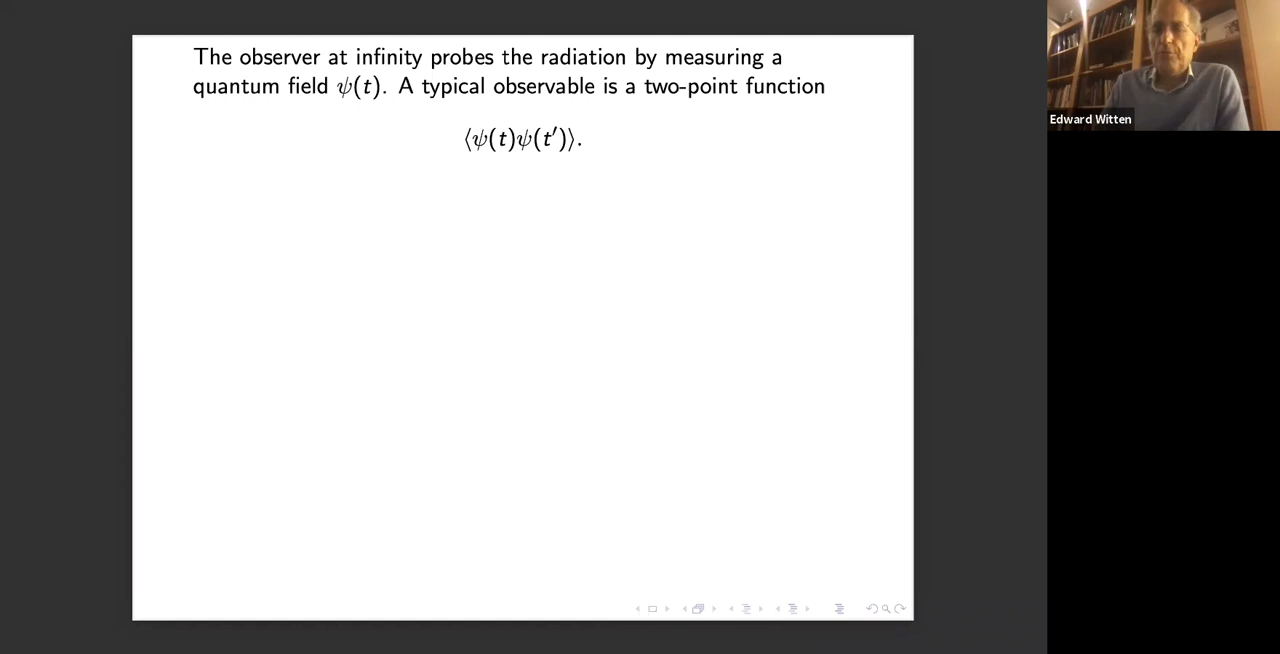 The observer at infinity probes the radiation by measuring a
quantum field ψ(t). A typical observable is a two-point function
⟨ψ(t)ψ(t′)⟩.
Edward Witten